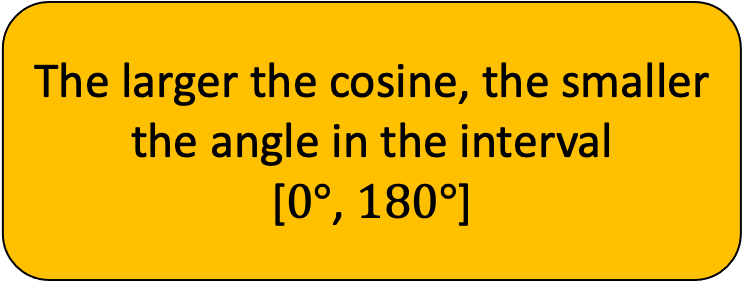 The larger the cosine, the smaller
the angle in the interval
[0°, 180°]